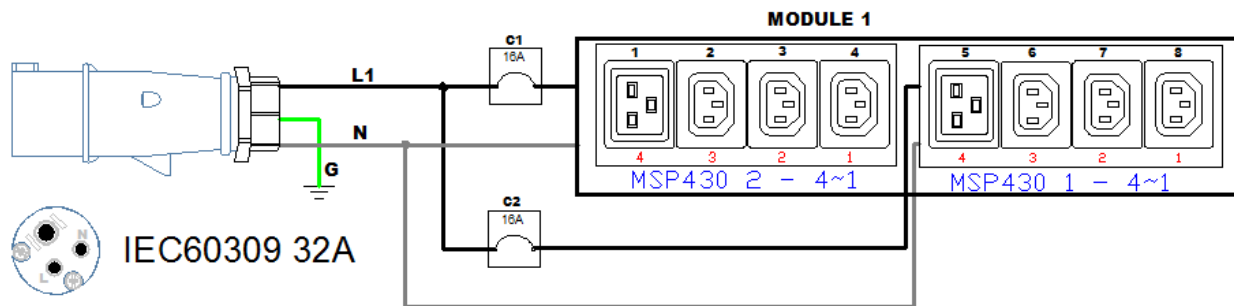 MODULE 1
C1
16A
1 2 3 4
5 6 7 8
L1
N
G
4 3 2 1
4 3 2 1
MSP430 2 - 4~1
MSP430 1 - 4~1
C2
16A
N
L
IEC60309 32A